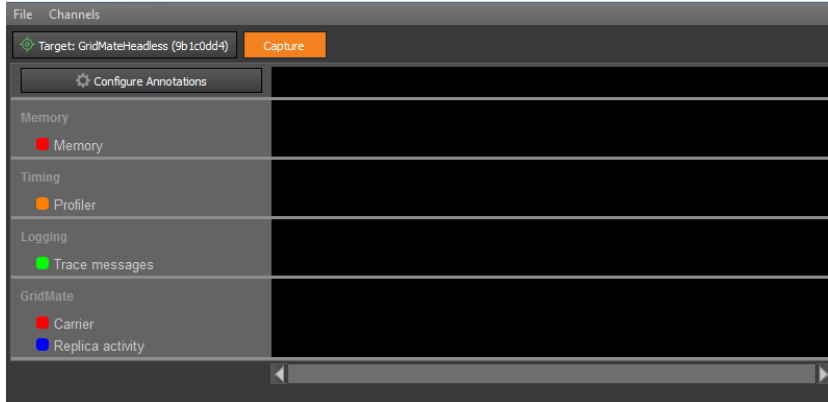 File Channels
Target: GridMateHeadless (9b1c0dd4) Capture
Configure Annotations
Memory
Memory
Timing
Profiler
Logging
Trace messages
GridMate
Carrier
Replica activity